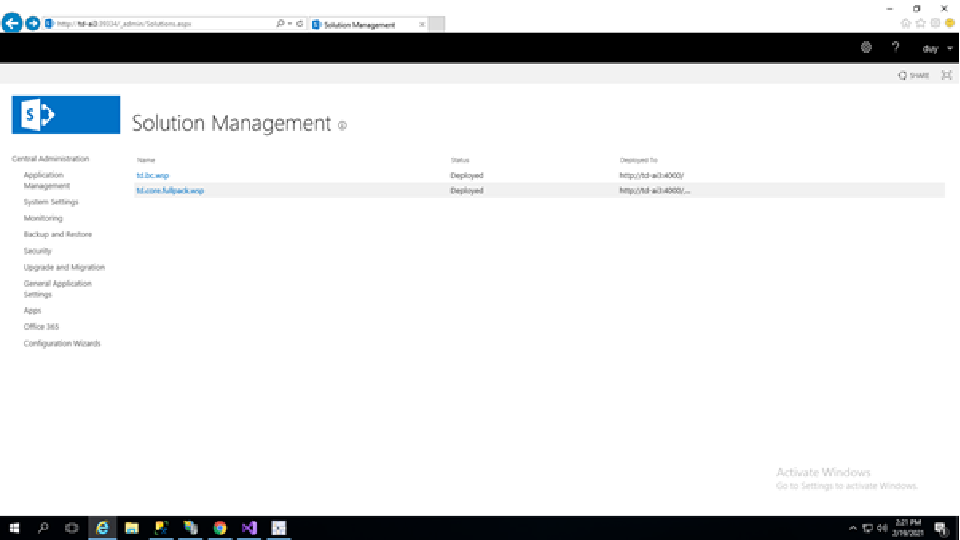 http://td-ai3:39324/_admin/Solutions.aspx
Solution Management
duy
SHARE
Solution Management
Central Administration
Application
Management
System Settings
Monitoring
Backup and Restore
Security
Upgrade and Migration
General Application
Settings
Apps
Office 365
Configuration Wizards
Name Status Deployed To
td.bc.wsp Deployed http://td-ai3:4000/
td.core.fullpack.wsp Deployed http://td-ai3:4000/...
Activate Windows
Go to Settings to activate Windows.
2:21 PM
2/16/2021